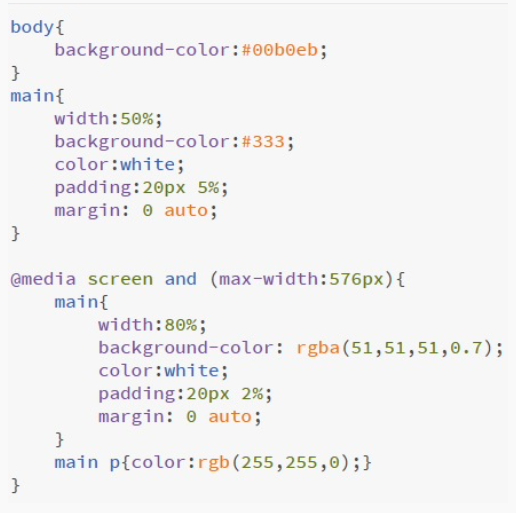 body{
    background-color:#00b0eb;
}
main{
    width:50%;
    background-color:#333;
    color:white;
    padding:20px 5%;
    margin: 0 auto;
}

@media screen and (max-width:576px){
    main{
        width:80%;
        background-color: rgba(51,51,51,0.7);
        color:white;
        padding:20px 2%;
        margin: 0 auto;
    }
    main p{color:rgb(255,255,0);}
}